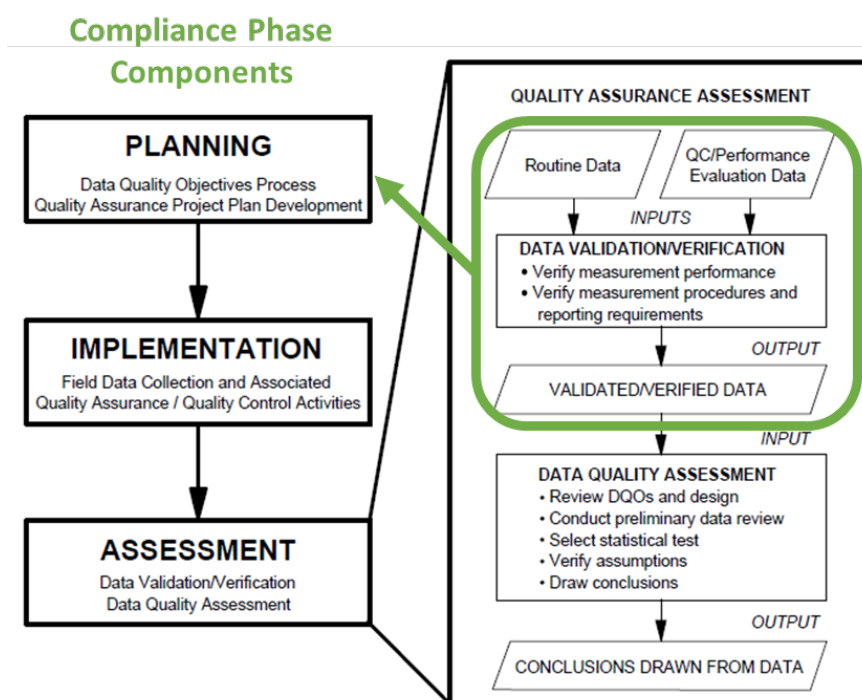 Compliance Phase
Components
PLANNING
Data Quality Objectives Process
Quality Assurance Project Plan Development
IMPLEMENTATION
Field Data Collection and Associated
Quality Assurance / Quality Control Activities
ASSESSMENT
Data Validation/Verification
Data Quality Assessment
QUALITY ASSURANCE ASSESSMENT
Routine Data
QC/Performance
Evaluation Data
INPUTS
DATA VALIDATION/VERIFICATION
• Verify measurement performance
• Verify measurement procedures and
reporting requirements
OUTPUT
VALIDATED/VERIFIED DATA
INPUT
DATA QUALITY ASSESSMENT
• Review DQOs and design
• Conduct preliminary data review
• Select statistical test
• Verify assumptions
• Draw conclusions
OUTPUT
CONCLUSIONS DRAWN FROM DATA